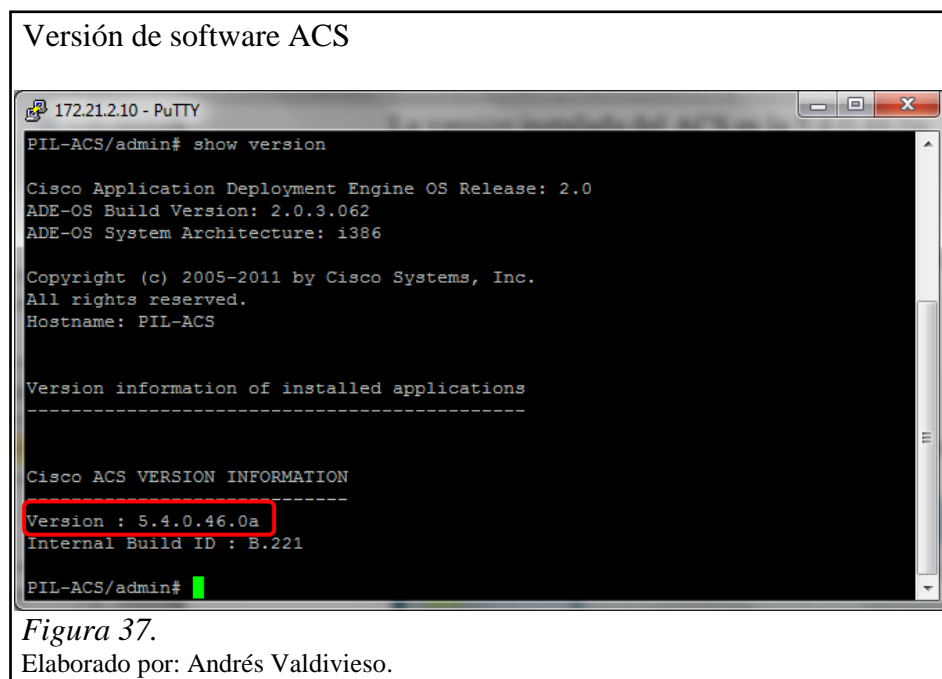 Versión de software ACS
172.21.2.10 - PuTTY
PIL-ACS/admin# show version
Cisco Application Deployment Engine OS Release: 2.0
ADE-OS Build Version: 2.0.3.062
ADE-OS System Architecture: i386
Copyright (c) 2005-2011 by Cisco Systems, Inc.
All rights reserved.
Hostname: PIL-ACS
Version information of installed applications
---------------------------------------------
Cisco ACS VERSION INFORMATION
-----------------------------
Version : 5.4.0.46.0a
Internal Build ID : B.221
PIL-ACS/admin#
Figura 37.
Elaborado por: Andrés Valdivieso.